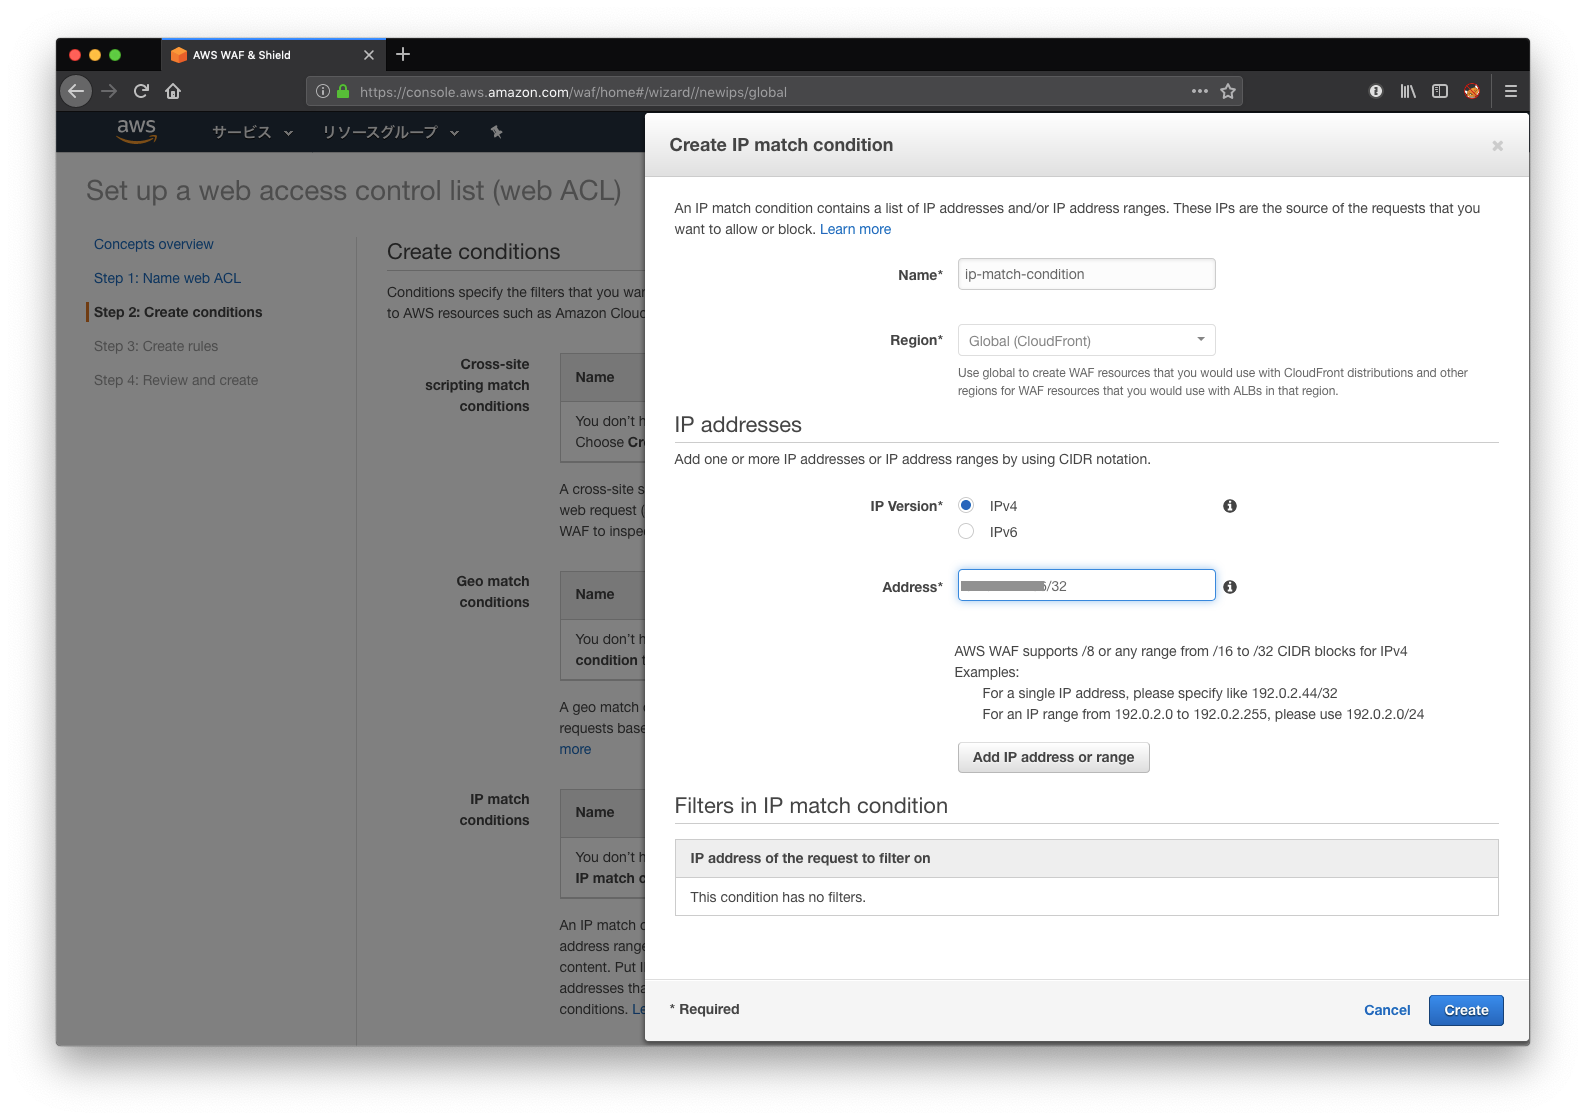 AWS WAF & Shield
https://console.aws.amazon.com/waf/home#/wizard//newips/global
aws
サービス
リソースグループ
Set up a web access control list (web ACL)
Concepts overview
Step 1: Name web ACL
Step 2: Create conditions
Step 3: Create rules
Step 4: Review and create
Create conditions
Conditions specify the filters that you
to AWS resources such as Amazon
Cross-site
scripting match
conditions
Name
You don't
Choose
A cross-site
web request (
WAF to
Geo match
conditions
Name
You don't
condition
A geo match
requests
more
IP match
conditions
Name
You don't
IP match
An IP match
address
content. Put
addresses
conditions.
Create IP match condition
An IP match condition contains a list of IP addresses and/or IP address ranges. These IPs are the source of the requests that you
want to allow or block. Learn more
Name*
ip-match-condition
Region*
Global (CloudFront)
Use global to create WAF resources that you would use with CloudFront distributions and other
regions for WAF resources that you would use with ALBs in that region.
IP addresses
Add one or more IP addresses or IP address ranges by using CIDR notation.
IP Version*
IPv4
IPv6
Address*
/32
AWS WAF supports /8 or any range from /16 to /32 CIDR blocks for IPv4
Examples:
For a single IP address, please specify like 192.0.2.44/32
For an IP range from 192.0.2.0 to 192.0.2.255, please use 192.0.2.0/24
Add IP address or range
Filters in IP match condition
IP address of the request to filter on
This condition has no filters.
* Required
Cancel
Create